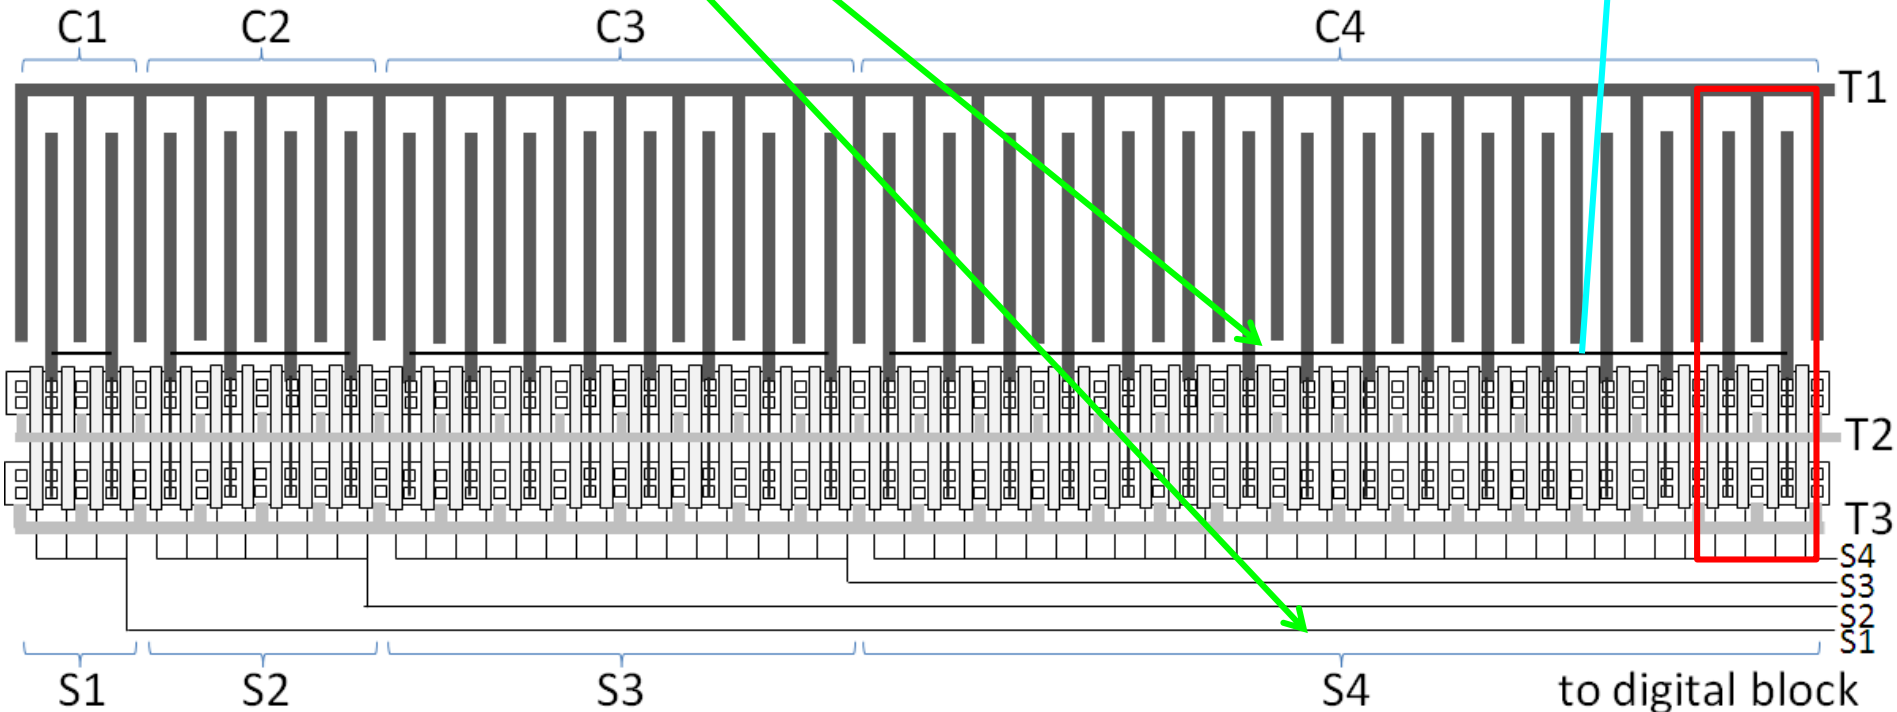 C1 C2 C3 C4
T1
T2
T3
S4
S3
S2
S1
S1 S2 S3 S4 to digital block